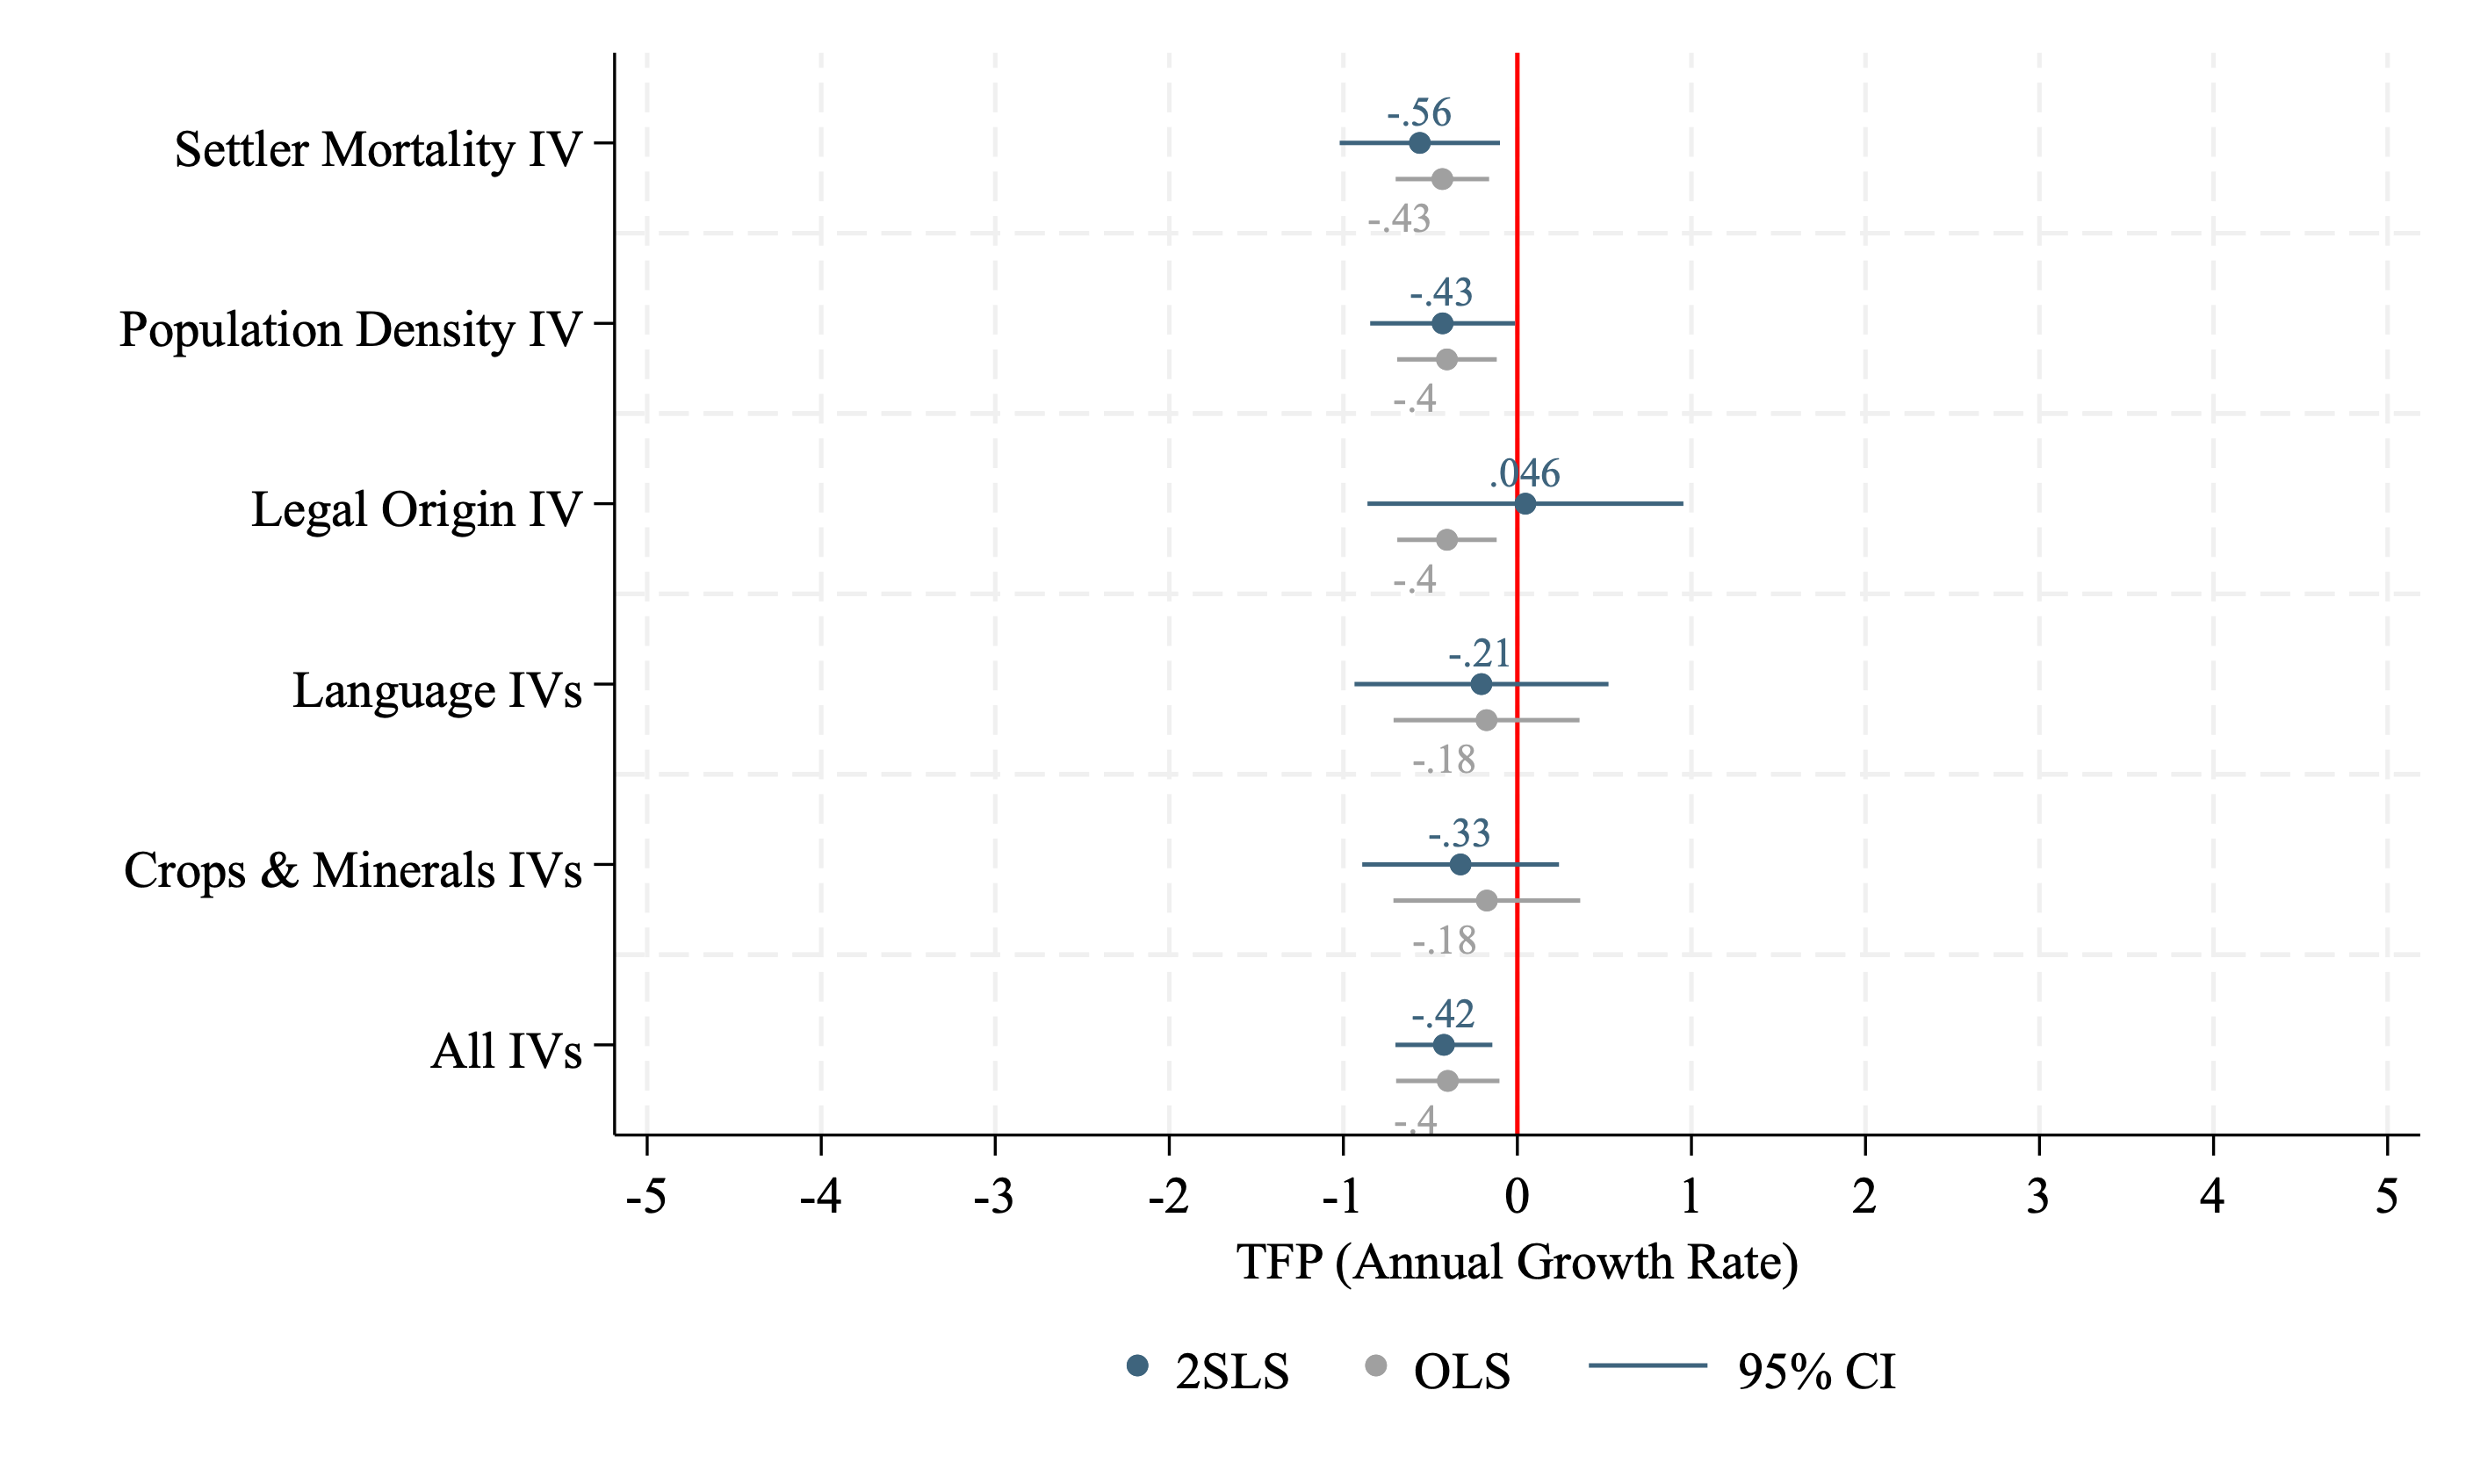 -.56
Settler Mortality IV
-.43
-.43
Population Density IV
-.4
.046
Legal Origin IV
-.4
-.21
Language IVs
-.18
-.33
Crops & Minerals IVs
-.18
-.42
All IVs
-.4
-5 -4 -3 -2 -1 0 1 2 3 4 5
TFP (Annual Growth Rate)
2SLS OLS 95% CI